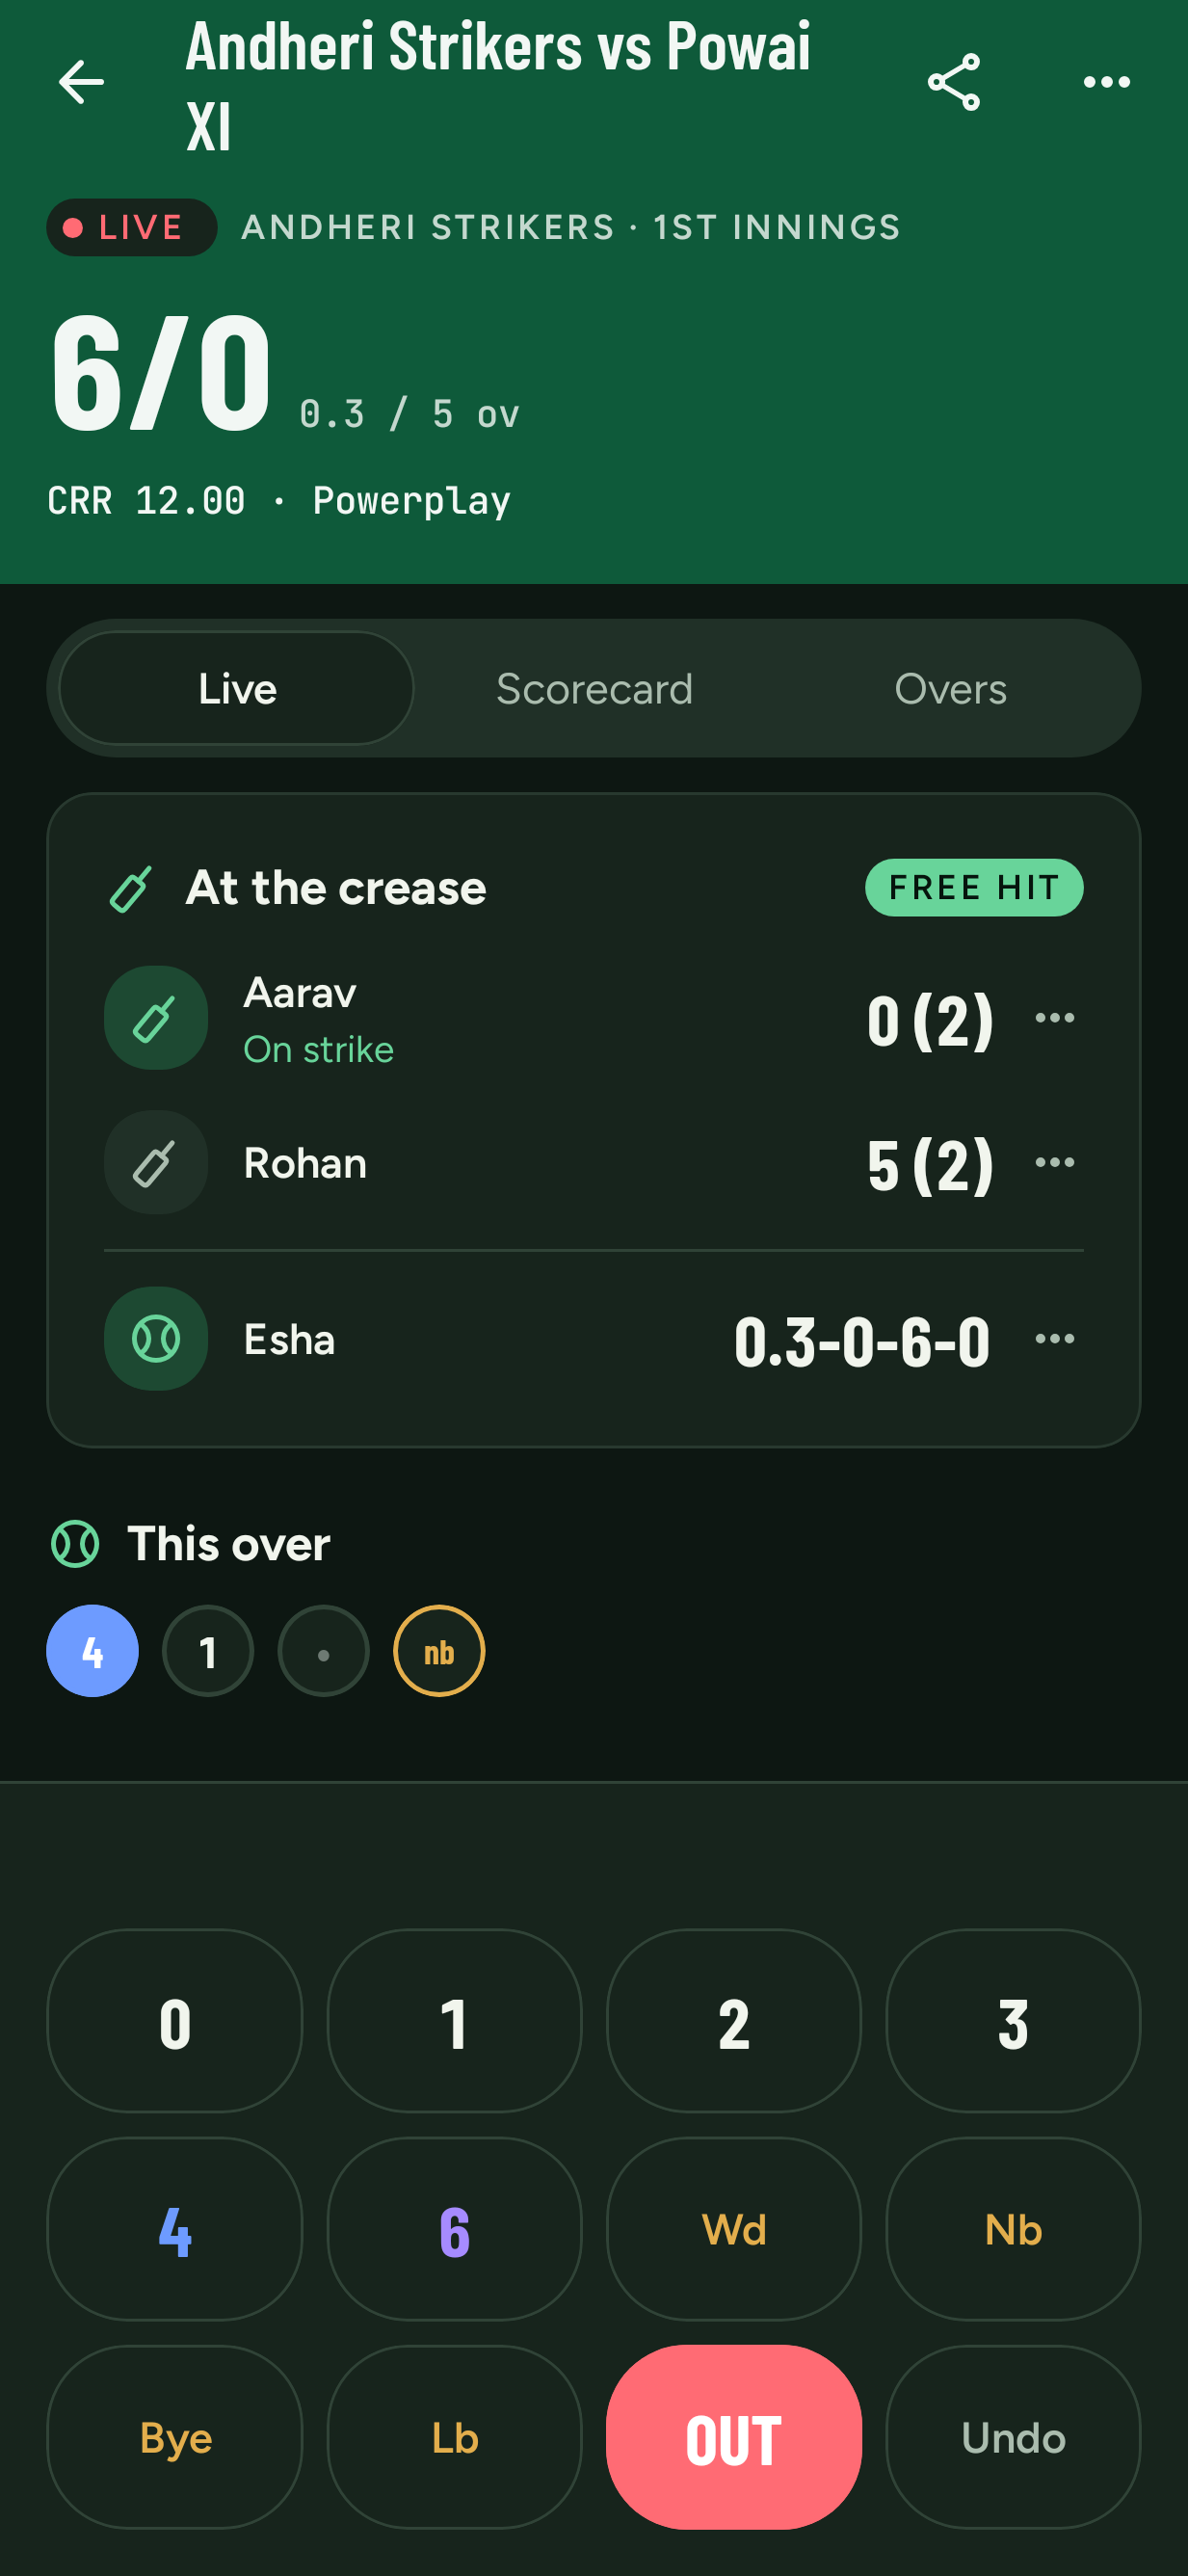 Andheri Strikers vs Powai
XI
LIVE ANDHERI STRIKERS · 1ST INNINGS
6/0 0.3 / 5 ov
CRR 12.00 · Powerplay
Live Scorecard Overs
At the crease FREE HIT
Aarav 0 (2)
On strike
Rohan 5 (2)
Esha 0.3-0-6-0
This over
4 1 • nb
0 1 2 3
4 6 Wd Nb
Bye Lb OUT Undo